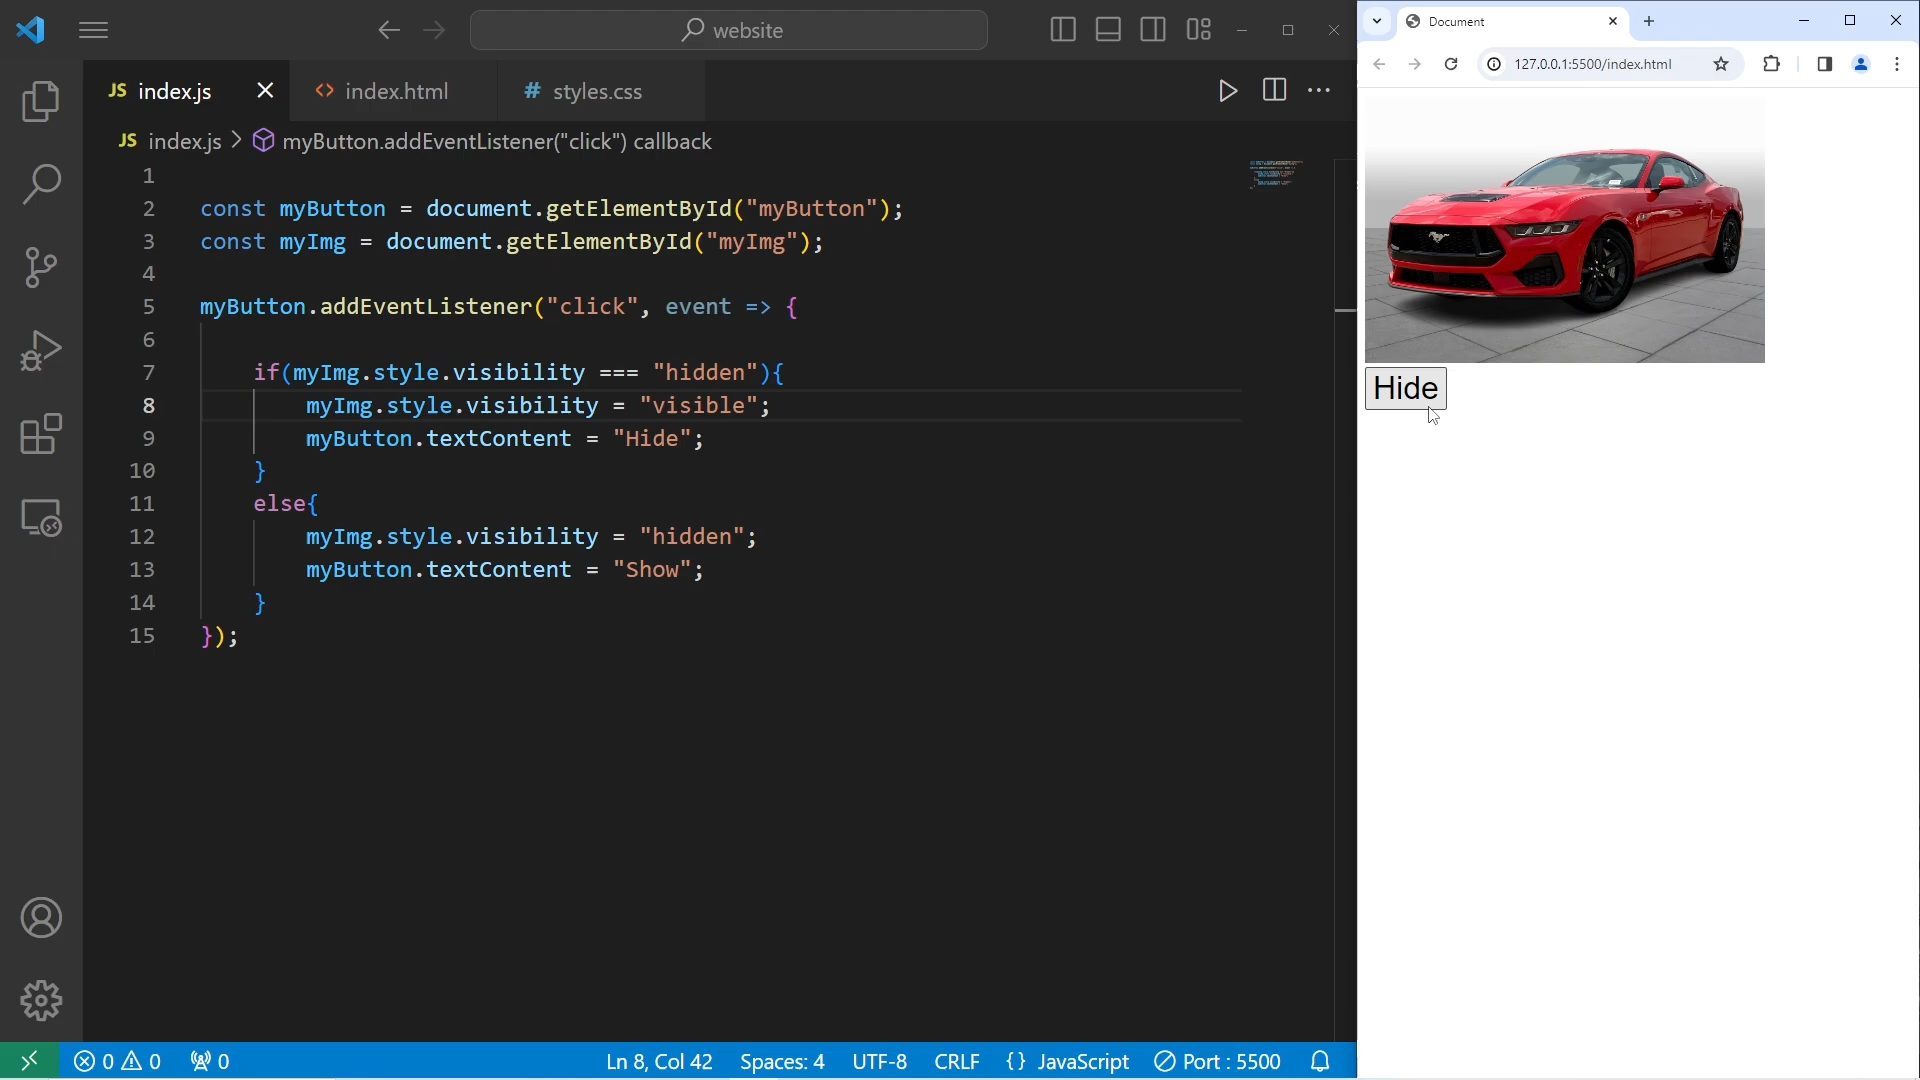 website
JS index.js
<> index.html
# styles.css
JS index.js > myButton.addEventListener("click") callback
1
2 const myButton = document.getElementById("myButton");
3 const myImg = document.getElementById("myImg");
4
5 myButton.addEventListener("click", event => {
6
7 if(myImg.style.visibility === "hidden"){
8 myImg.style.visibility = "visible";
9 myButton.textContent = "Hide";
10 }
11 else{
12 myImg.style.visibility = "hidden";
13 myButton.textContent = "Show";
14 }
15 });
0 0 0
Ln 8, Col 42 Spaces: 4 UTF-8 CRLF {} JavaScript Port : 5500
Document
127.0.0.1:5500/index.html
Hide